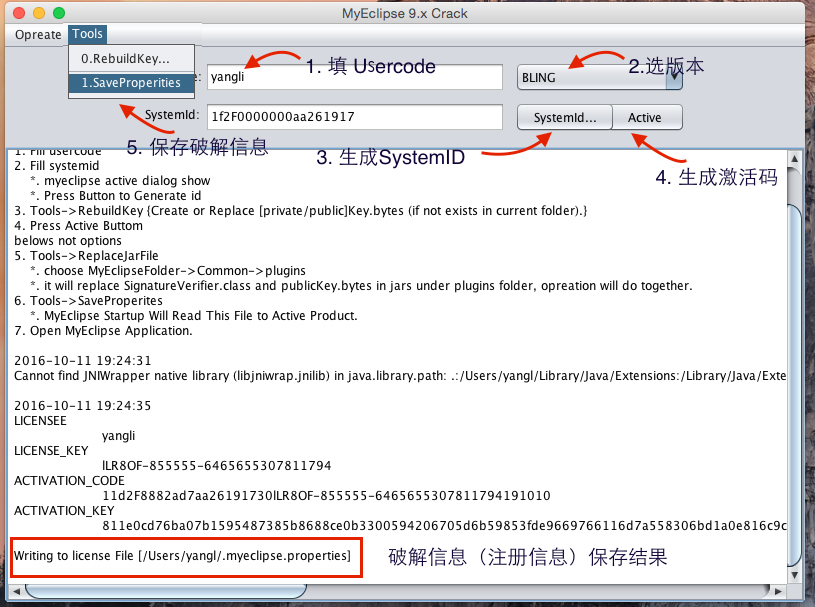 MyEclipse 9.x Crack
Opreate Tools
0.RebuildKey...
1.SaveProperities
e:
yangli
1. 填 Usercode
BLING
2.选版本
SystemId:
1f2F0000000aa261917
SystemId...
Active
5. 保存破解信息
3. 生成SystemID
4. 生成激活码
1. Fill usercode
2. Fill systemid
*. myeclipse active dialog show
*. Press Button to Generate id
3. Tools->RebuildKey {Create or Replace [private/public]Key.bytes (if not exists in current folder).}
4. Press Active Buttom
belows not options
5. Tools->ReplaceJarFile
*. choose MyEclipseFolder->Common->plugins
*. it will replace SignatureVerifier.class and publicKey.bytes in jars under plugins folder, opreation will do together.
6. Tools->SaveProperites
*. MyEclipse Startup Will Read This File to Active Product.
7. Open MyEclipse Application.
2016-10-11 19:24:31
Cannot find JNIWrapper native library (libjniwrap.jnilib) in java.library.path: .:/Users/yangl/Library/Java/Extensions:/Library/Java/Exte
2016-10-11 19:24:35
LICENSEE
yangli
LICENSE_KEY
lLR8OF-855555-6465655307811794
ACTIVATION_CODE
11d2F8882ad7aa26191730lLR8OF-855555-6465655307811794191010
ACTIVATION_KEY
811e0cd76ba07b1595487385b8688ce0b3300594206705d6b59853fde9669766116d7a558306bd1a0e816c9c
Writing to license File [/Users/yangl/.myeclipse.properties]
破解信息（注册信息）保存结果